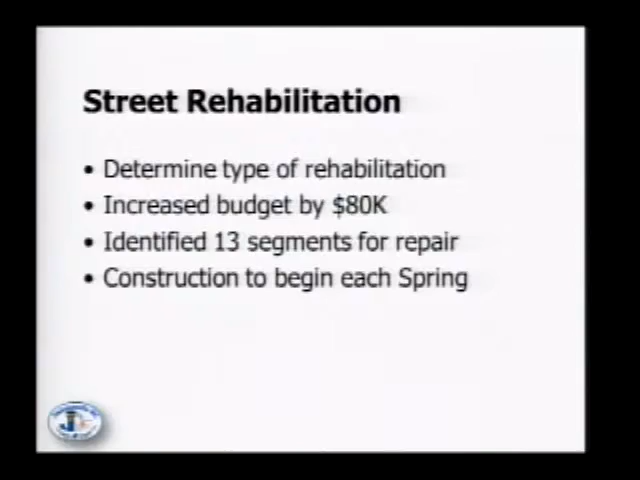 Street Rehabilitation
• Determine type of rehabilitation
• Increased budget by $80K
• Identified 13 segments for repair
• Construction to begin each Spring